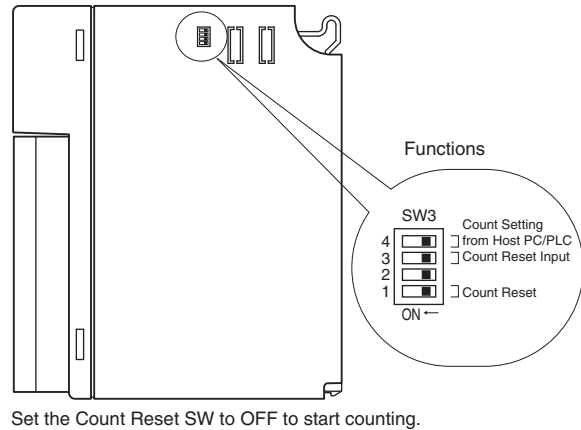 Functions
SW3
Count Setting
4 from Host PC/PLC
3 Count Reset Input
2
1 Count Reset
ON ←
Set the Count Reset SW to OFF to start counting.